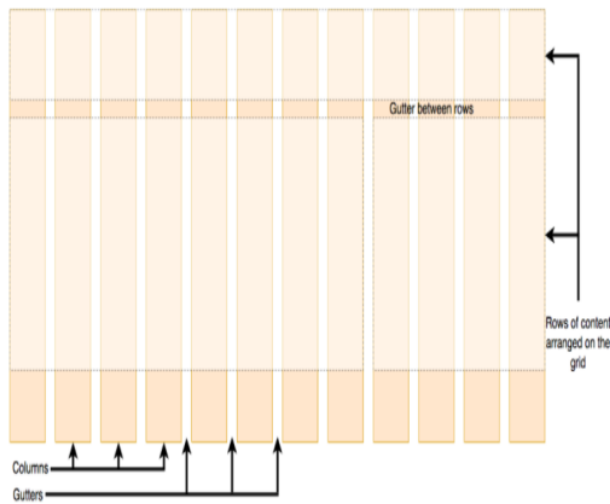 Gutter between rows
Rows of content
arranged on the
grid
Columns
Gutters